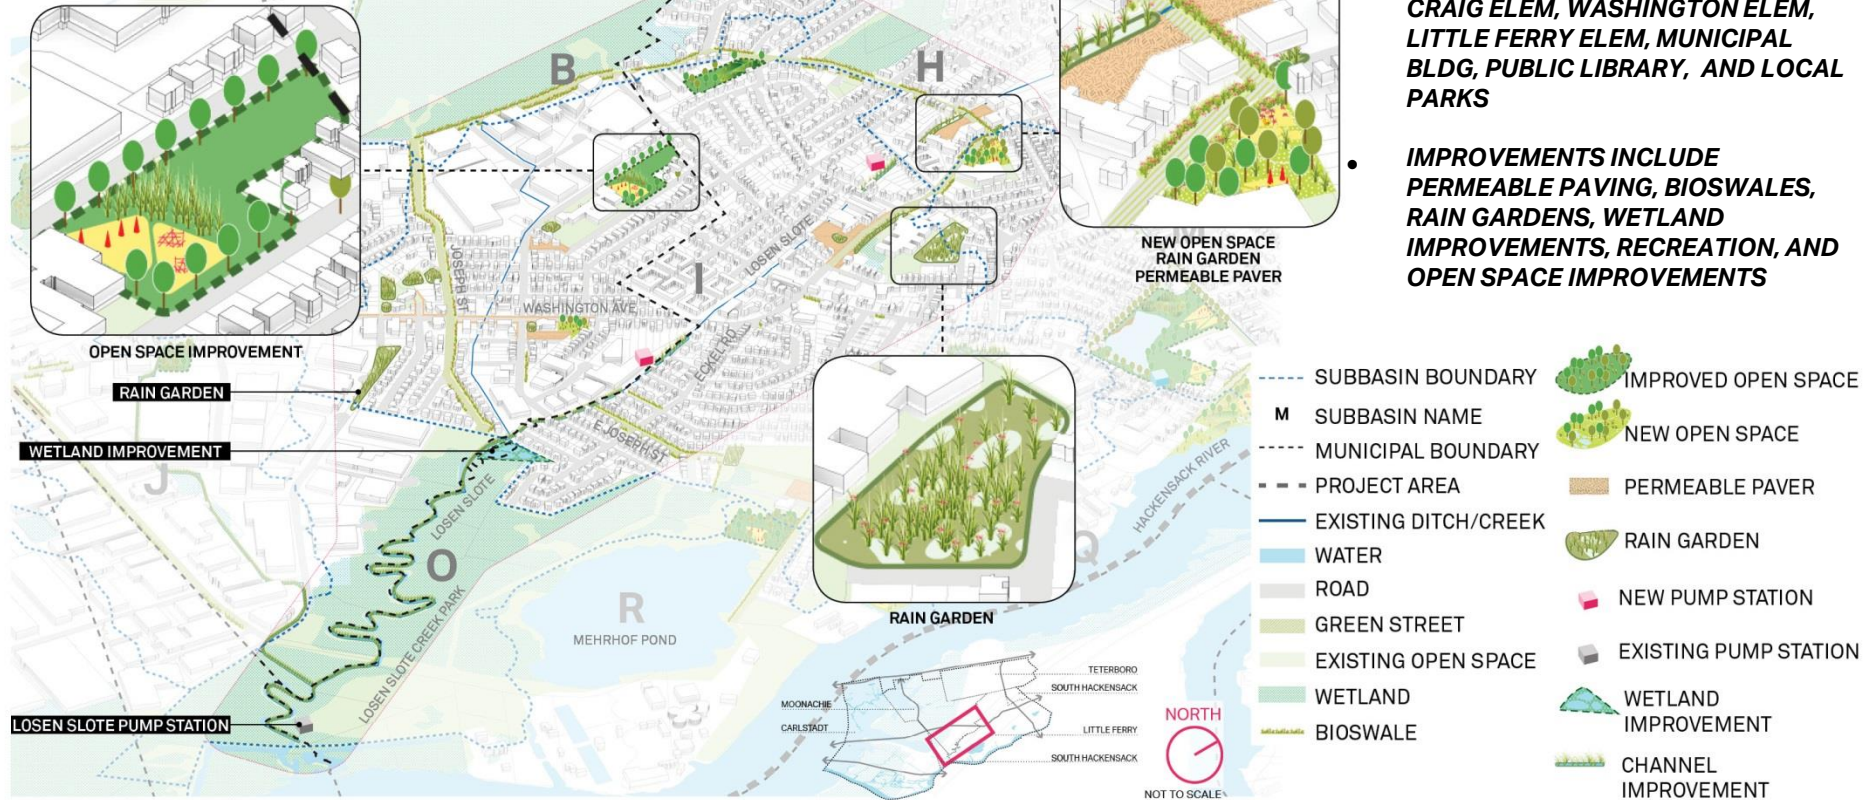 CRAIG ELEM, WASHINGTON ELEM,
LITTLE FERRY ELEM, MUNICIPAL
BLDG, PUBLIC LIBRARY, AND LOCAL
PARKS
• IMPROVEMENTS INCLUDE
PERMEABLE PAVING, BIOSWALES,
RAIN GARDENS, WETLAND
IMPROVEMENTS, RECREATION, AND
OPEN SPACE IMPROVEMENTS
B
H
I
J
O
R
Q
M
OPEN SPACE IMPROVEMENT
NEW OPEN SPACE
RAIN GARDEN
PERMEABLE PAVER
RAIN GARDEN
WETLAND IMPROVEMENT
LOSEN SLOTE PUMP STATION
RAIN GARDEN
JOSEPH ST
WASHINGTON AVE
LOSEN SLOTE
ECKEL RD
E JOSEPH ST
LOSEN SLOTE
LOSEN SLOTE CREEK PARK
MEHRHOF POND
HACKENSACK RIVER
SUBBASIN BOUNDARY
M SUBBASIN NAME
MUNICIPAL BOUNDARY
PROJECT AREA
EXISTING DITCH/CREEK
WATER
ROAD
GREEN STREET
EXISTING OPEN SPACE
WETLAND
BIOSWALE
IMPROVED OPEN SPACE
NEW OPEN SPACE
PERMEABLE PAVER
RAIN GARDEN
NEW PUMP STATION
EXISTING PUMP STATION
WETLAND
IMPROVEMENT
CHANNEL
IMPROVEMENT
TETERBORO
SOUTH HACKENSACK
MOONACHIE
CARLSTADT
LITTLE FERRY
SOUTH HACKENSACK
NORTH
NOT TO SCALE